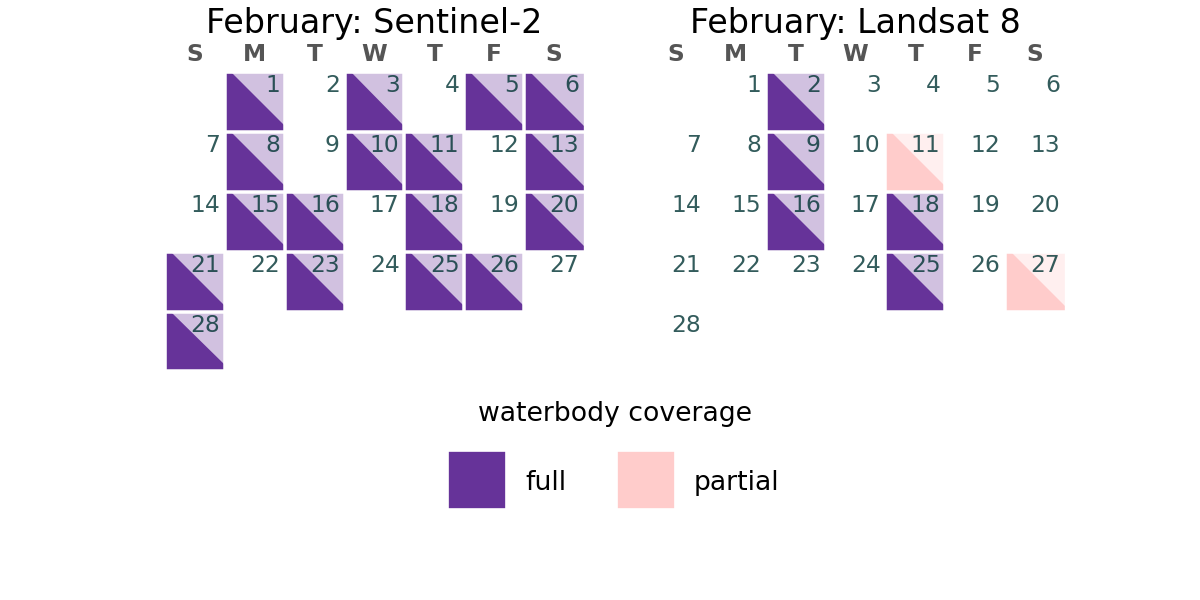 February: Sentinel-2
S M T W T F S
1 2 3 4 5 6
7 8 9 10 11 12 13
14 15 16 17 18 19 20
21 22 23 24 25 26 27
28
February: Landsat 8
S M T W T F S
1 2 3 4 5 6
7 8 9 10 11 12 13
14 15 16 17 18 19 20
21 22 23 24 25 26 27
28
waterbody coverage
full partial